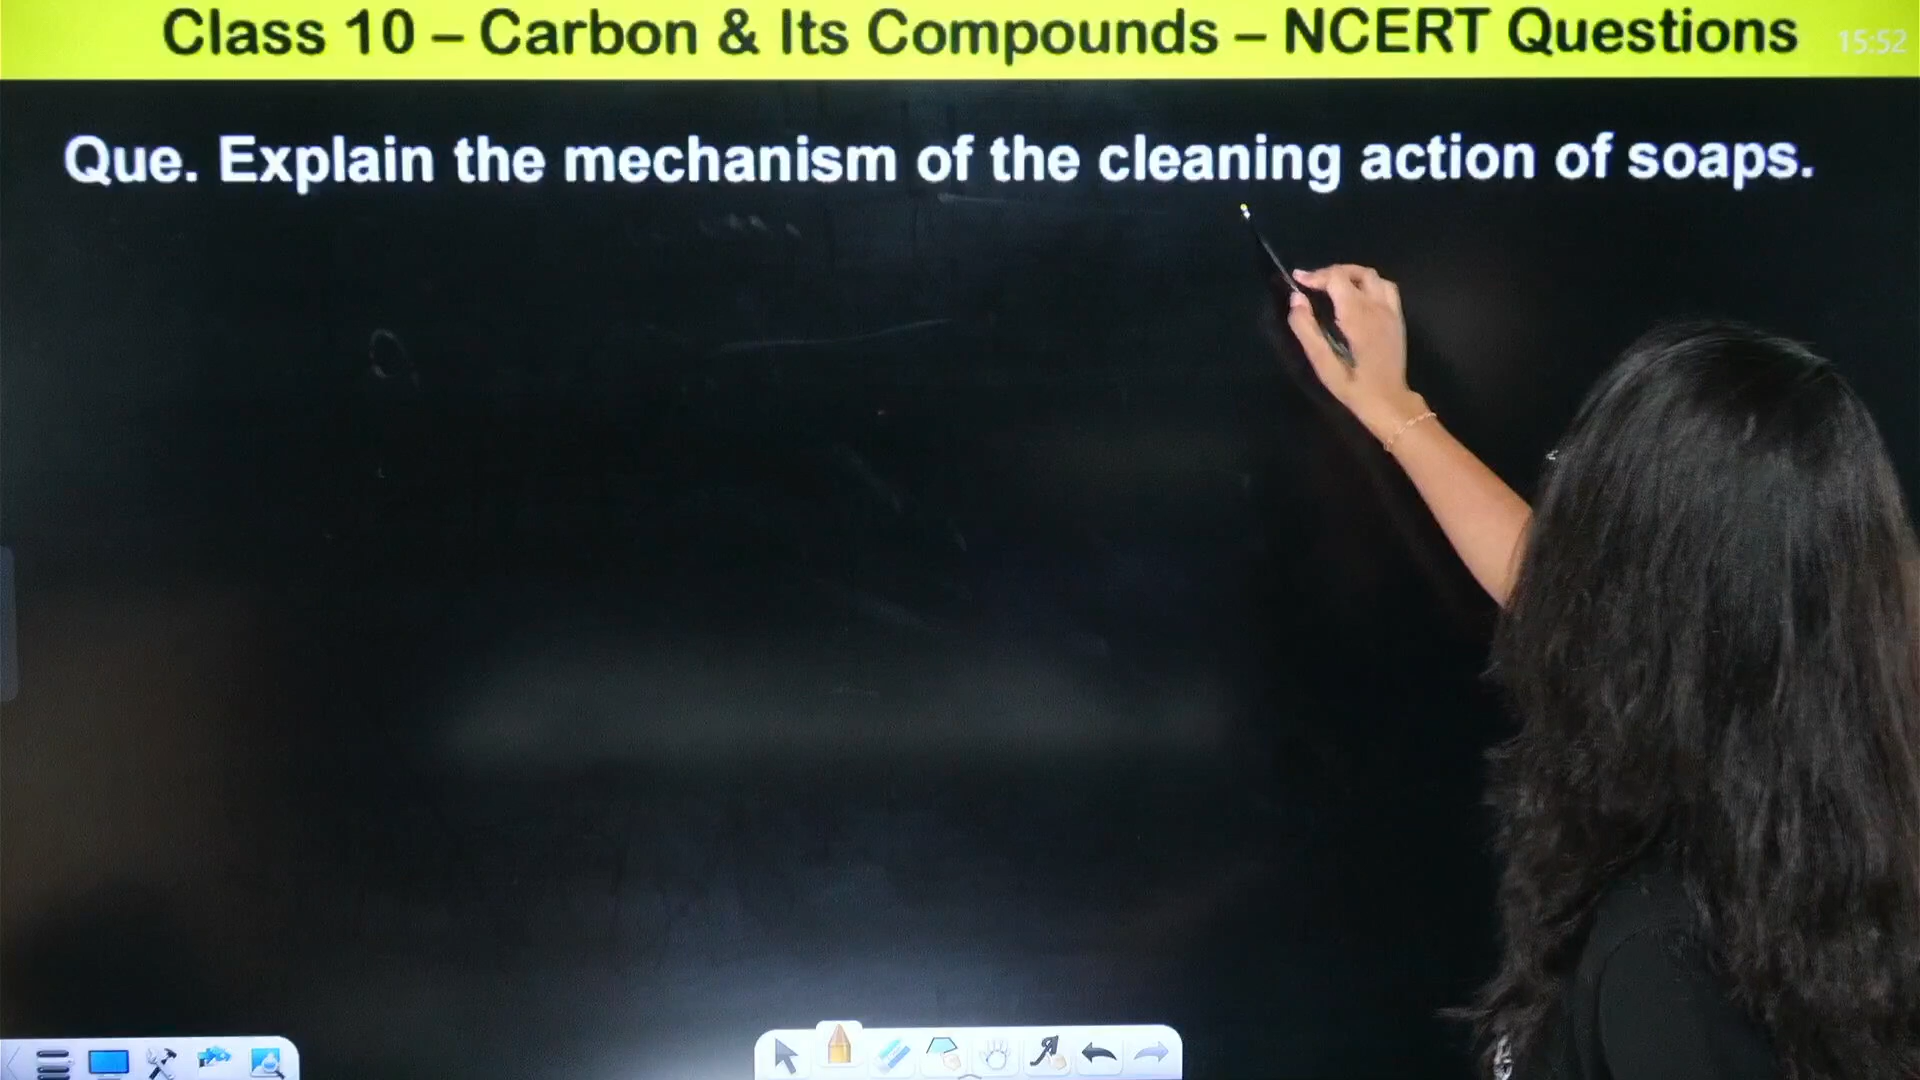 Class 10 – Carbon & Its Compounds – NCERT Questions
15:52
Que. Explain the mechanism of the cleaning action of soaps.